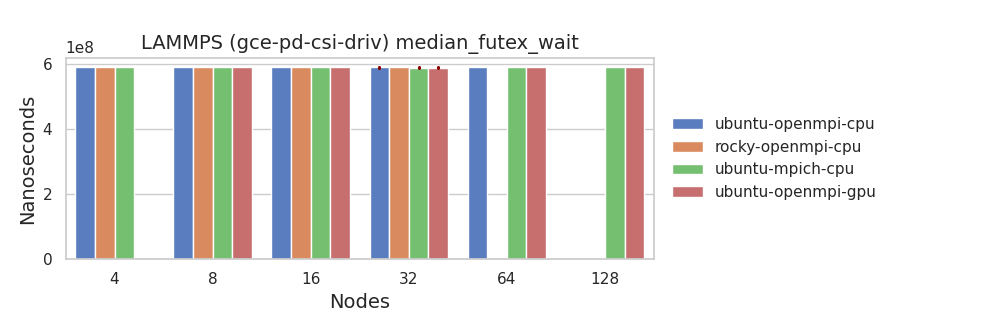 LAMMPS (gce-pd-csi-driv) median_futex_wait
1e8
6
4
2
0
Nanoseconds
4 8 16 32 64 128
Nodes
ubuntu-openmpi-cpu
rocky-openmpi-cpu
ubuntu-mpich-cpu
ubuntu-openmpi-gpu